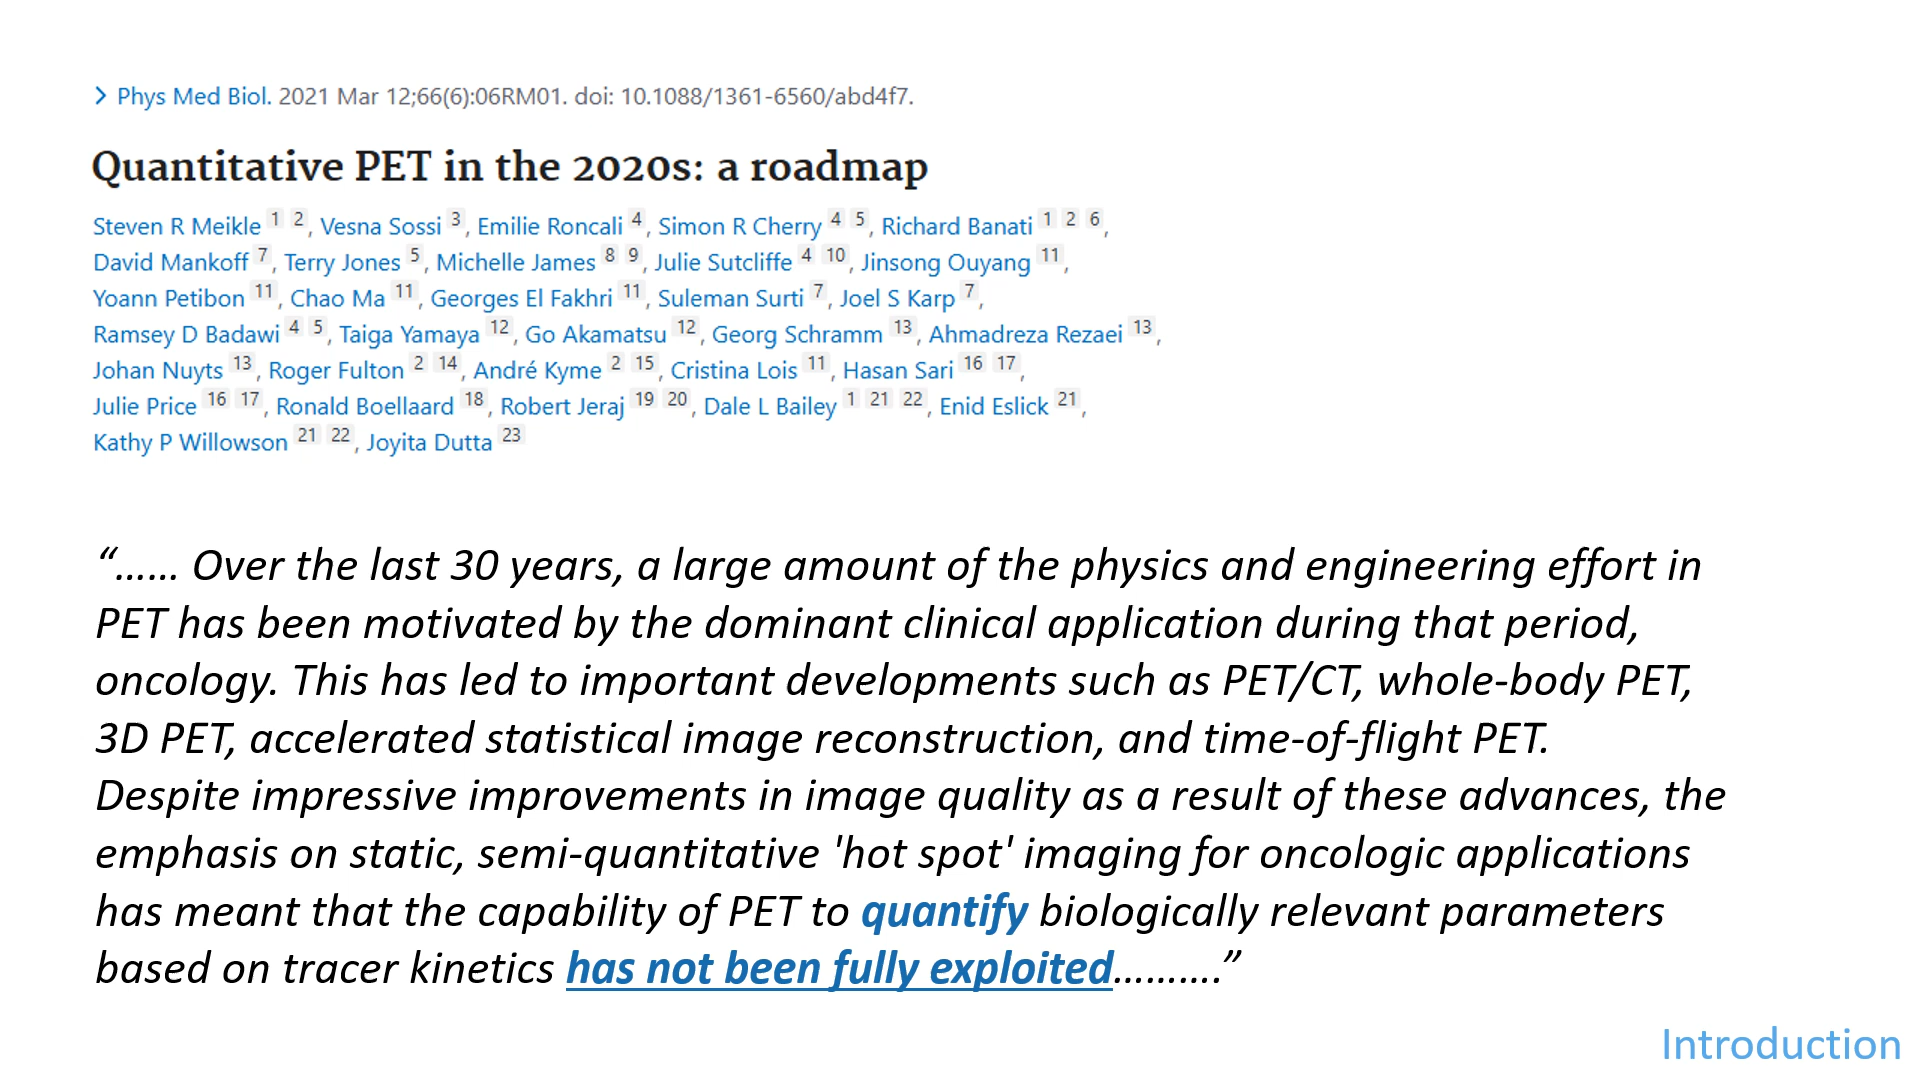 > Phys Med Biol. 2021 Mar 12;66(6):06RM01. doi: 10.1088/1361-6560/abd4f7.
Quantitative PET in the 2020s: a roadmap
Steven R Meikle 1 2, Vesna Sossi 3, Emilie Roncali 4, Simon R Cherry 4 5, Richard Banati 1 2 6,
David Mankoff 7, Terry Jones 5, Michelle James 8 9, Julie Sutcliffe 4 10, Jinsong Ouyang 11,
Yoann Petibon 11, Chao Ma 11, Georges El Fakhri 11, Suleman Surti 7, Joel S Karp 7,
Ramsey D Badawi 4 5, Taiga Yamaya 12, Go Akamatsu 12, Georg Schramm 13, Ahmadreza Rezaei 13,
Johan Nuyts 13, Roger Fulton 2 14, André Kyme 2 15, Cristina Lois 11, Hasan Sari 16 17,
Julie Price 16 17, Ronald Boellaard 18, Robert Jeraj 19 20, Dale L Bailey 1 21 22, Enid Eslick 21,
Kathy P Willowson 21 22, Joyita Dutta 23
“…… Over the last 30 years, a large amount of the physics and engineering effort in
PET has been motivated by the dominant clinical application during that period,
oncology. This has led to important developments such as PET/CT, whole-body PET,
3D PET, accelerated statistical image reconstruction, and time-of-flight PET.
Despite impressive improvements in image quality as a result of these advances, the
emphasis on static, semi-quantitative 'hot spot' imaging for oncologic applications
has meant that the capability of PET to quantify biologically relevant parameters
based on tracer kinetics has not been fully exploited……….”
Introduction